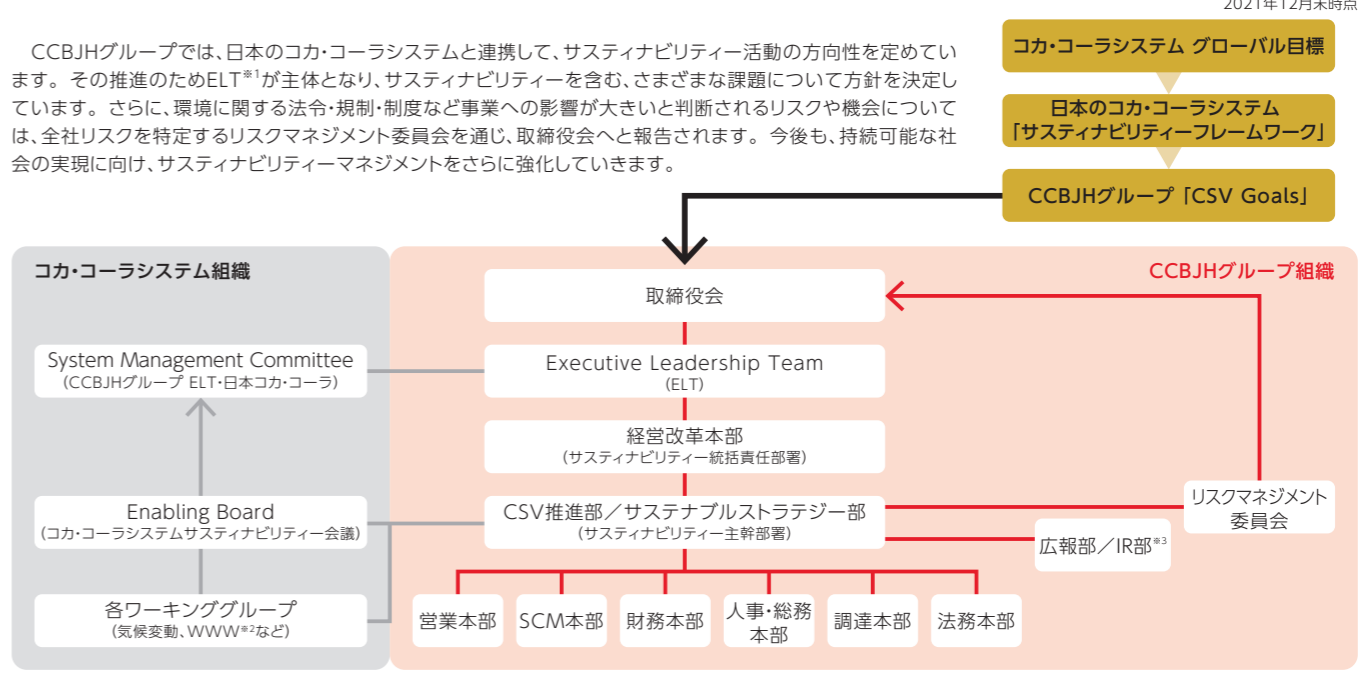 2021年12月末時点
CCBJHグループでは、日本のコカ・コーラシステムと連携して、サスティナビリティー活動の方向性を定めてい
ます。その推進のためELT※1が主体となり、サスティナビリティーを含む、さまざまな課題について方針を決定し
ています。さらに、環境に関する法令・規制・制度など事業への影響が大きいと判断されるリスクや機会について
は、全社リスクを特定するリスクマネジメント委員会を通じ、取締役会へと報告されます。今後も、持続可能な社
会の実現に向け、サスティナビリティーマネジメントをさらに強化していきます。
コカ・コーラシステム グローバル目標
日本のコカ・コーラシステム
「サスティナビリティーフレームワーク」
CCBJHグループ「CSV Goals」
コカ・コーラシステム組織
CCBJHグループ組織
取締役会
System Management Committee
(CCBJHグループ ELT・日本コカ・コーラ)
Executive Leadership Team
(ELT)
経営改革本部
(サスティナビリティー統括責任部署)
Enabling Board
(コカ・コーラシステムサスティナビリティー会議)
CSV推進部／サステナブルストラテジー部
(サスティナビリティー主幹部署)
リスクマネジメント
委員会
広報部／IR部※3
各ワーキンググループ
(気候変動、WWW※2など)
営業本部
SCM本部
財務本部
人事・総務
本部
調達本部
法務本部